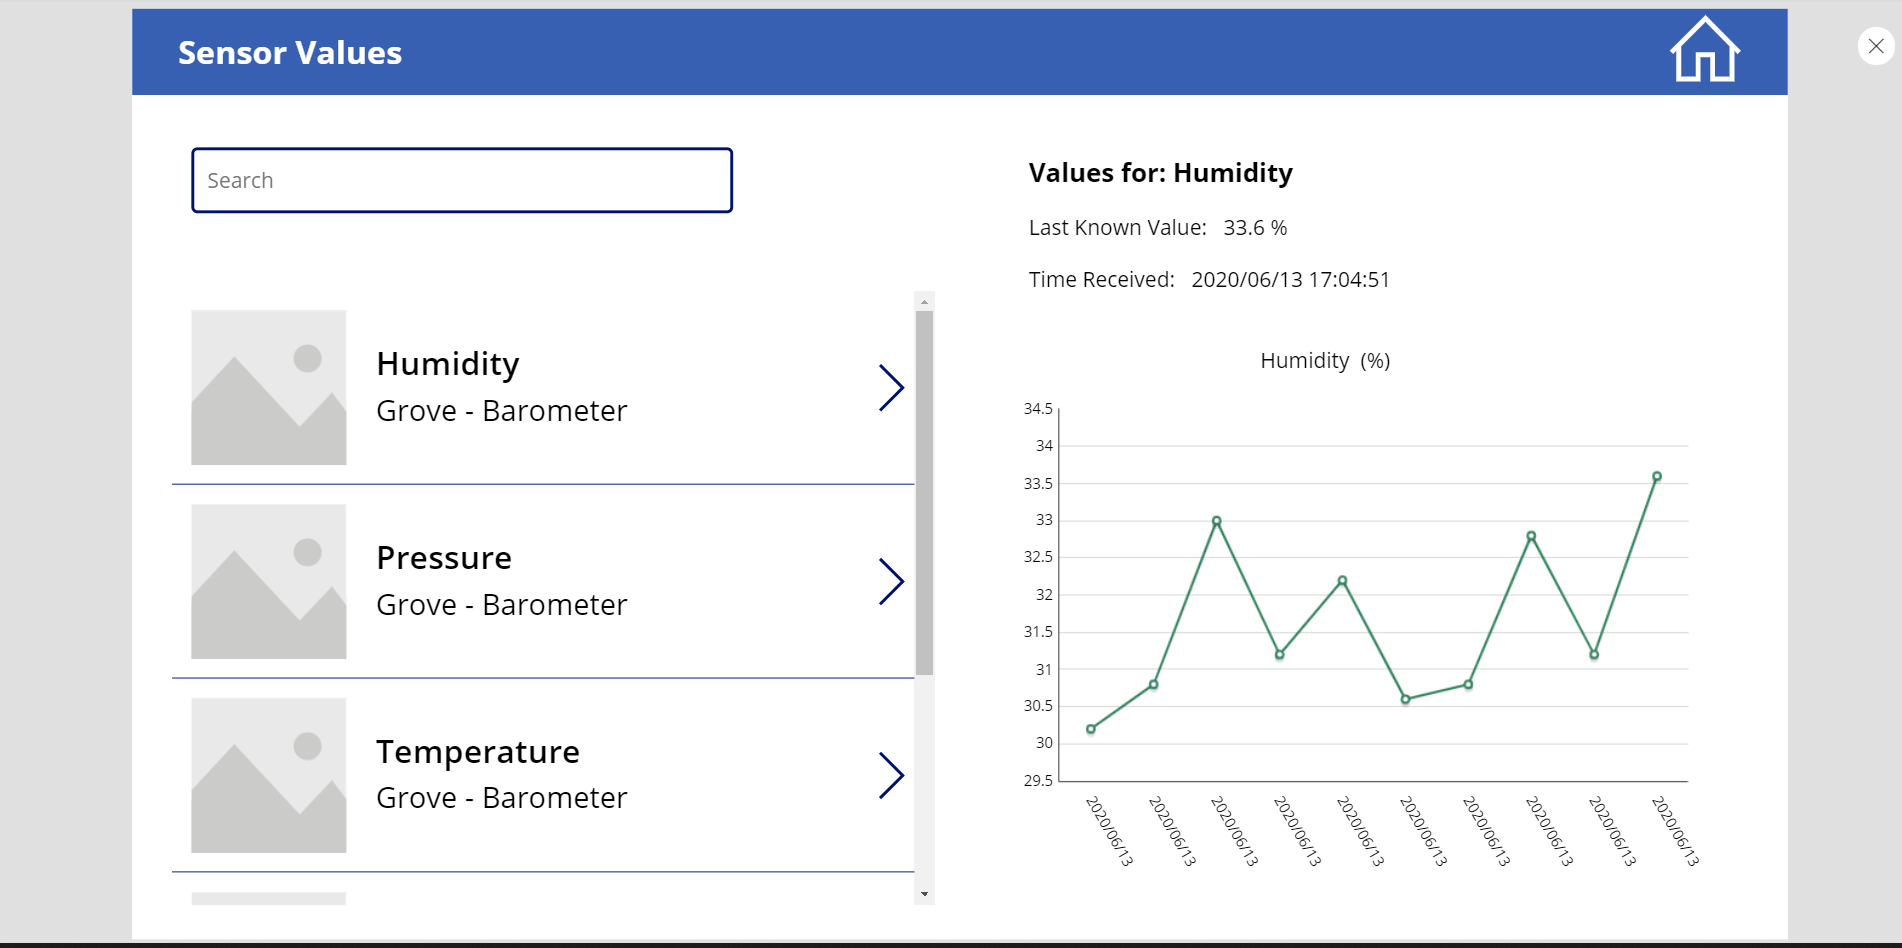 Sensor Values
Search
Humidity
Grove - Barometer
Pressure
Grove - Barometer
Temperature
Grove - Barometer
Values for: Humidity
Last Known Value: 33.6 %
Time Received: 2020/06/13 17:04:51
Humidity (%)
34.5
34
33.5
33
32.5
32
31.5
31
30.5
30
29.5
2020/06/13 2020/06/13 2020/06/13 2020/06/13 2020/06/13 2020/06/13 2020/06/13 2020/06/13 2020/06/13 2020/06/13